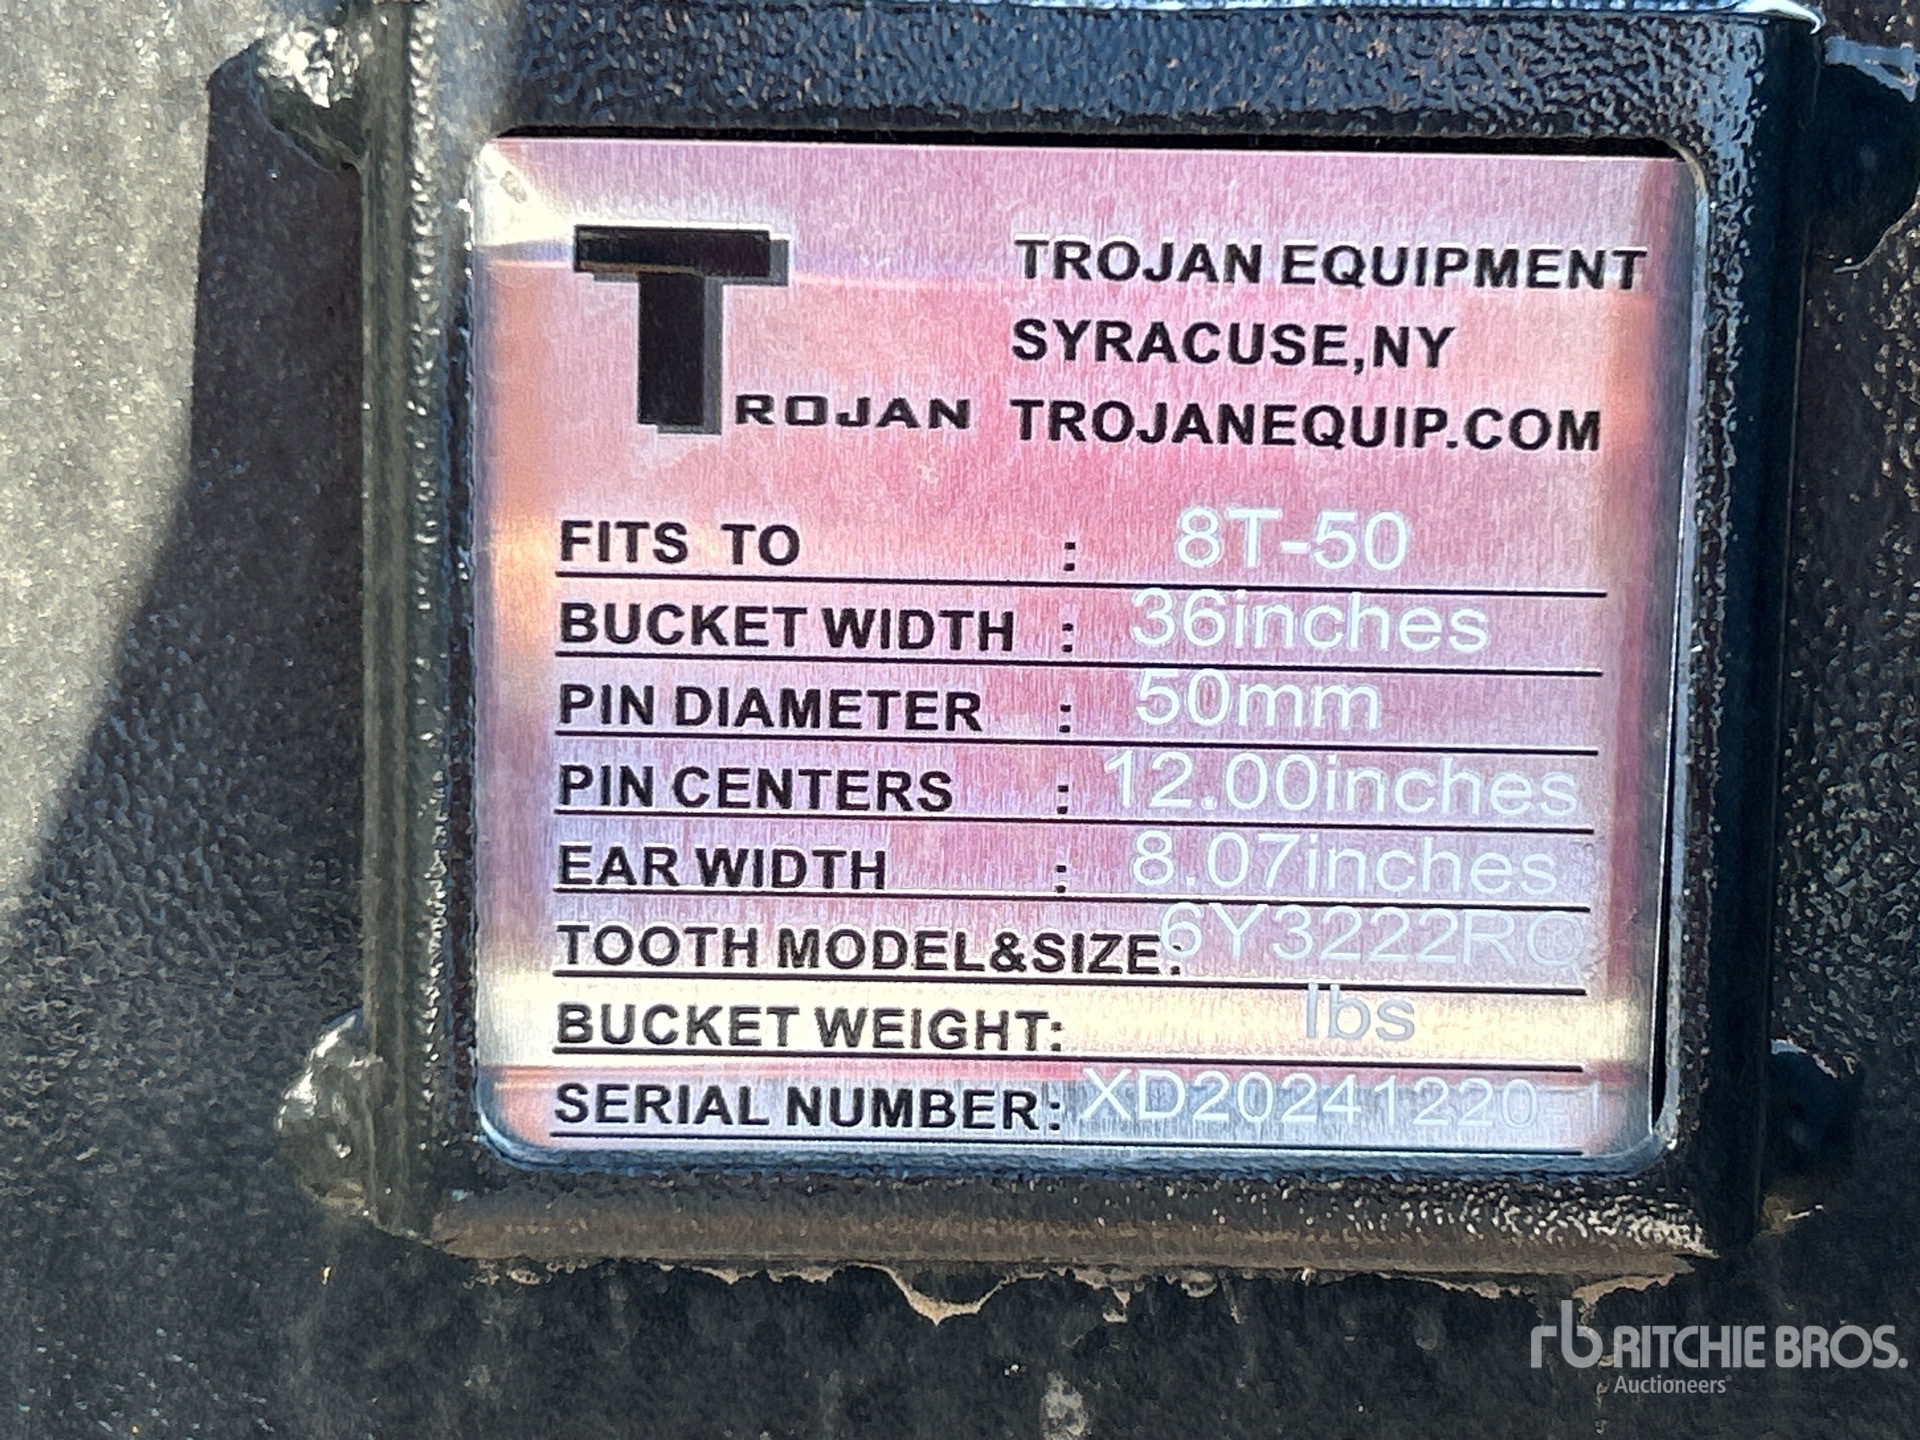 TROJAN
TROJAN EQUIPMENT
SYRACUSE,NY
TROJANEQUIP.COM
FITS TO : 8T-50
BUCKET WIDTH : 36inches
PIN DIAMETER : 50mm
PIN CENTERS : 12.00inches
EAR WIDTH : 8.07inches
TOOTH MODEL&SIZE: 6Y3222RC
BUCKET WEIGHT: lbs
SERIAL NUMBER: XD20241220-1
rb RITCHIE BROS.
Auctioneers